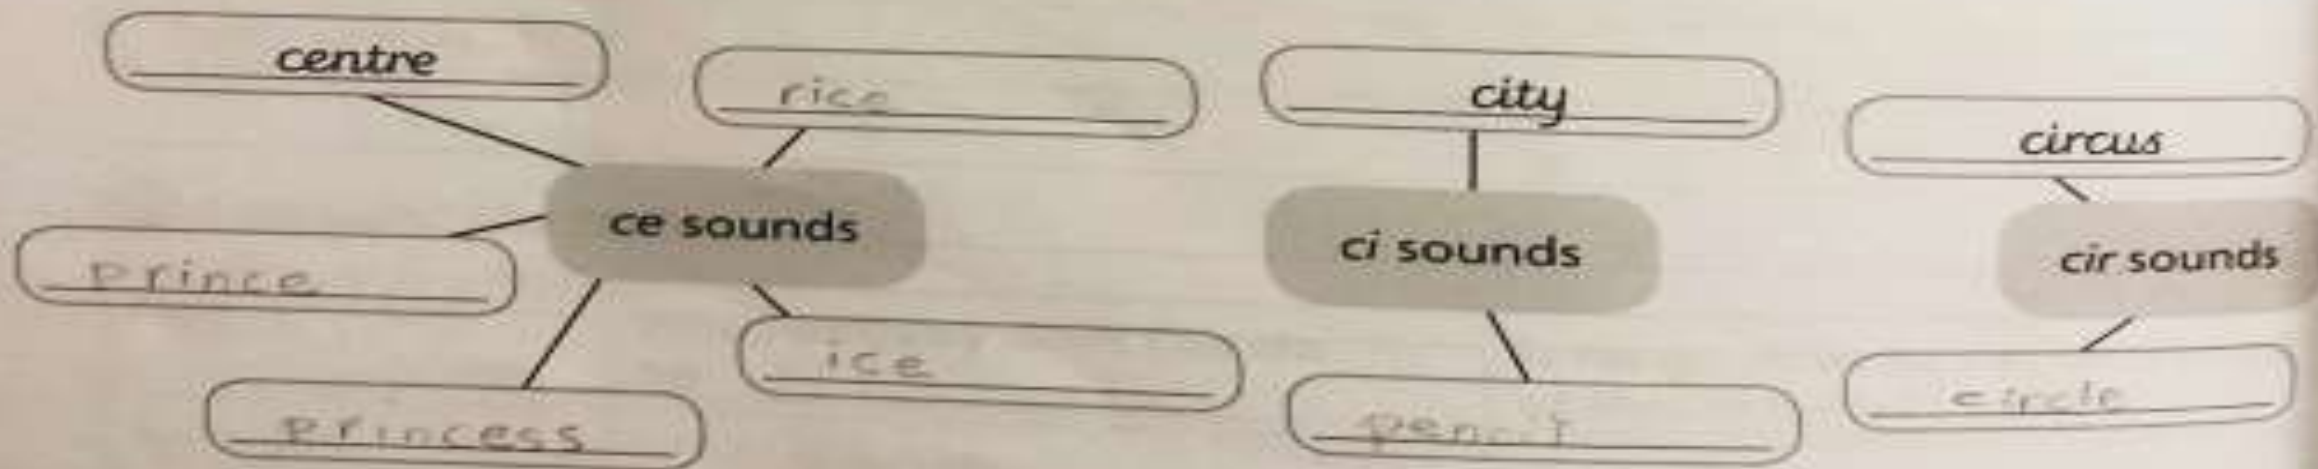 centre
rice
city
circus
ce sounds
ci sounds
cir sounds
prince
ice
princess
pencil
circle